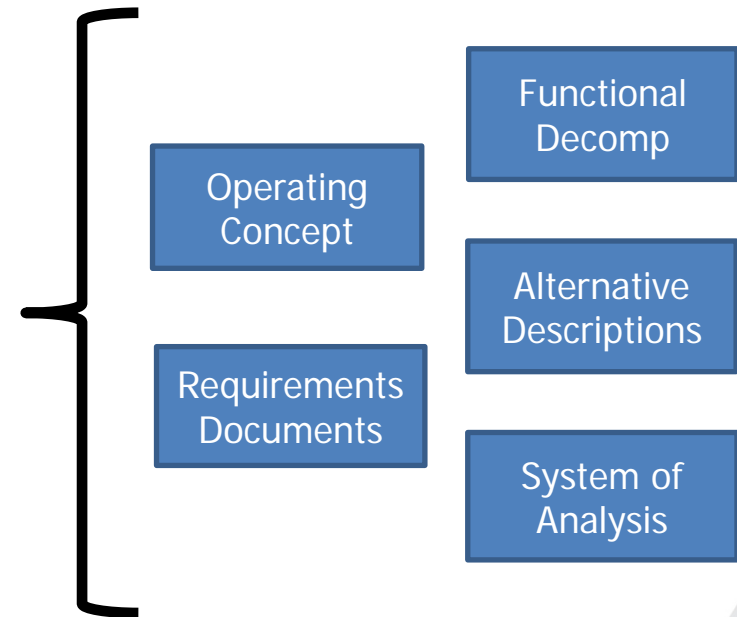 Operating
Concept
Requirements
Documents
Functional
Decomp
Alternative
Descriptions
System of
Analysis